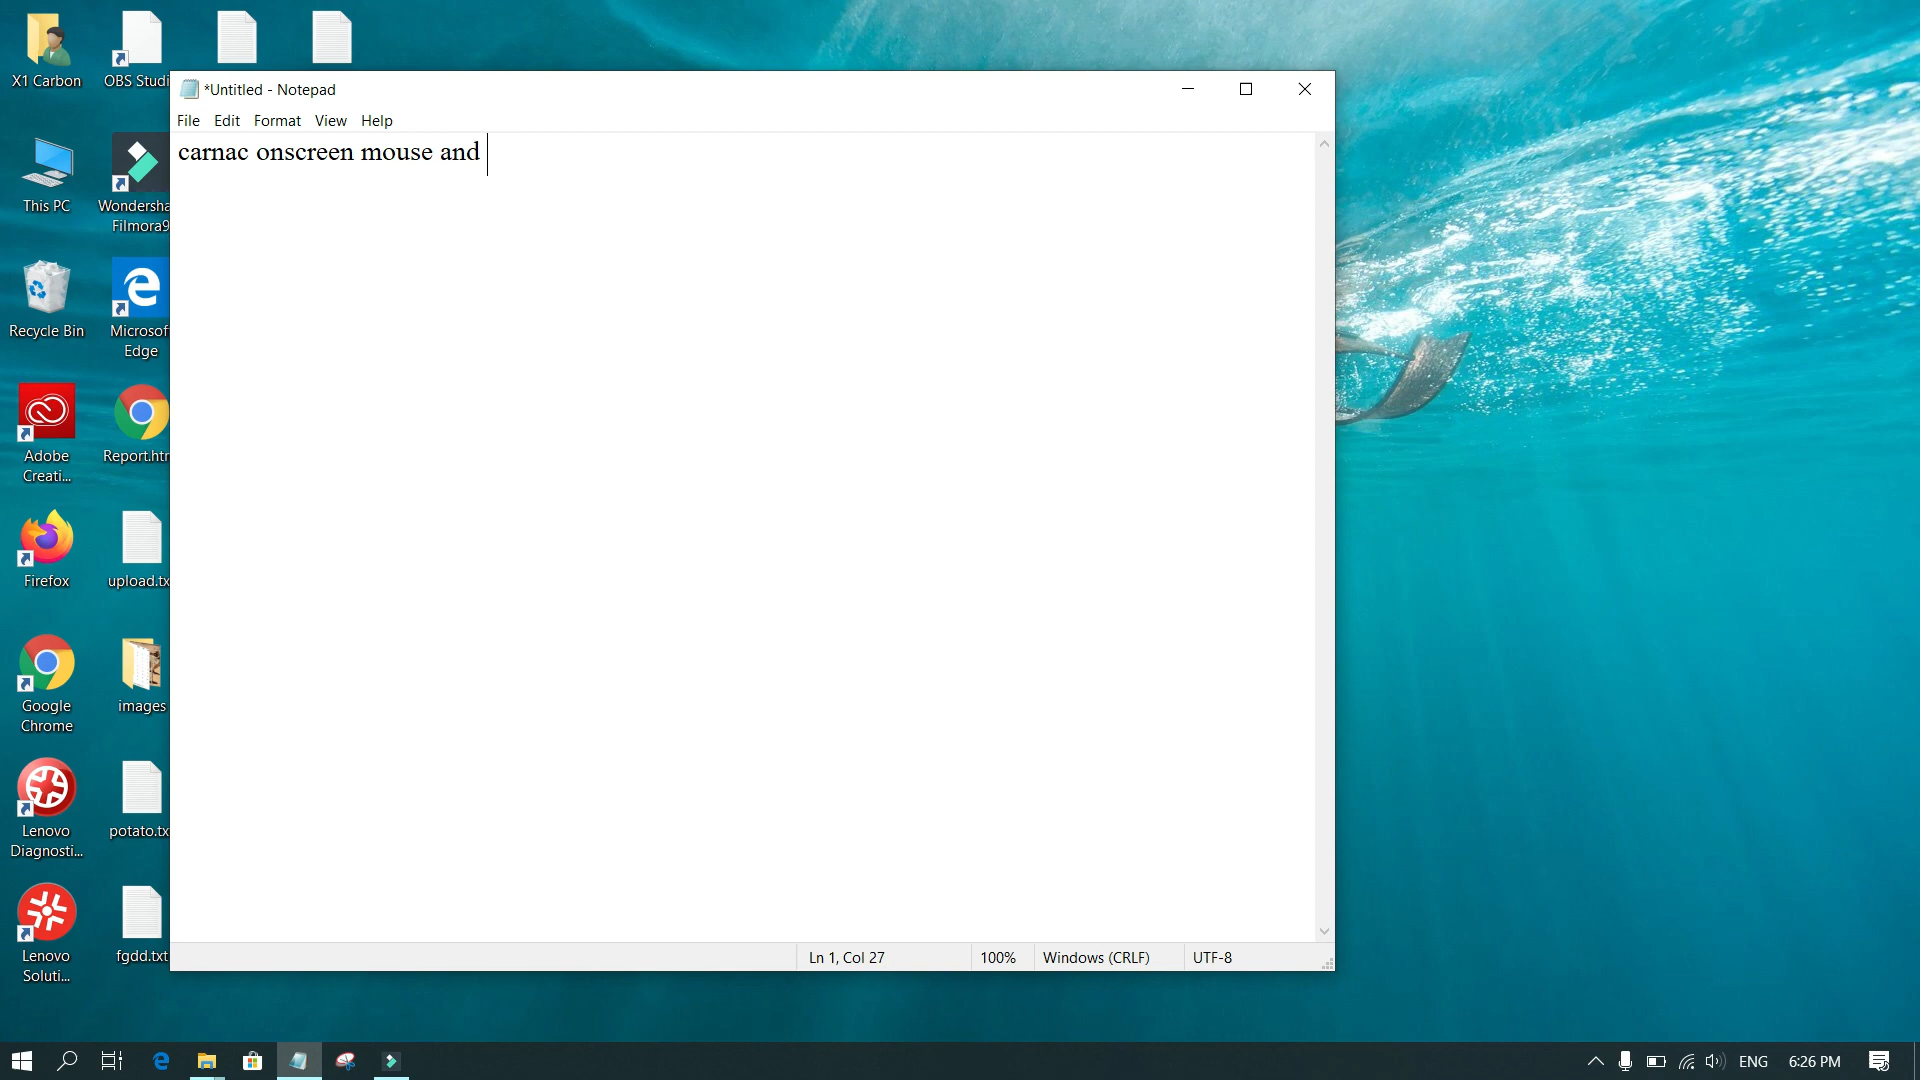 X1 Carbon
OBS Studi
*Untitled - Notepad
File Edit Format View Help
carnac onscreen mouse and
This PC
Wondersha
Filmora9
Recycle Bin
Microsof
Edge
Adobe
Creati...
Report.htr
Firefox
upload.tx
Google
Chrome
images
Lenovo
Diagnosti...
potato.tx
Lenovo
Soluti...
fgdd.txt
Ln 1, Col 27 100% Windows (CRLF) UTF-8
ENG 6:26 PM